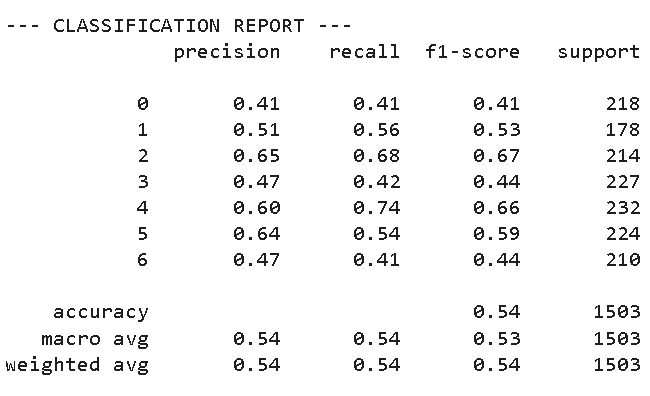 --- CLASSIFICATION REPORT ---
              precision    recall  f1-score   support

           0       0.41      0.41      0.41       218
           1       0.51      0.56      0.53       178
           2       0.65      0.68      0.67       214
           3       0.47      0.42      0.44       227
           4       0.60      0.74      0.66       232
           5       0.64      0.54      0.59       224
           6       0.47      0.41      0.44       210

    accuracy                           0.54      1503
   macro avg       0.54      0.54      0.53      1503
weighted avg       0.54      0.54      0.54      1503